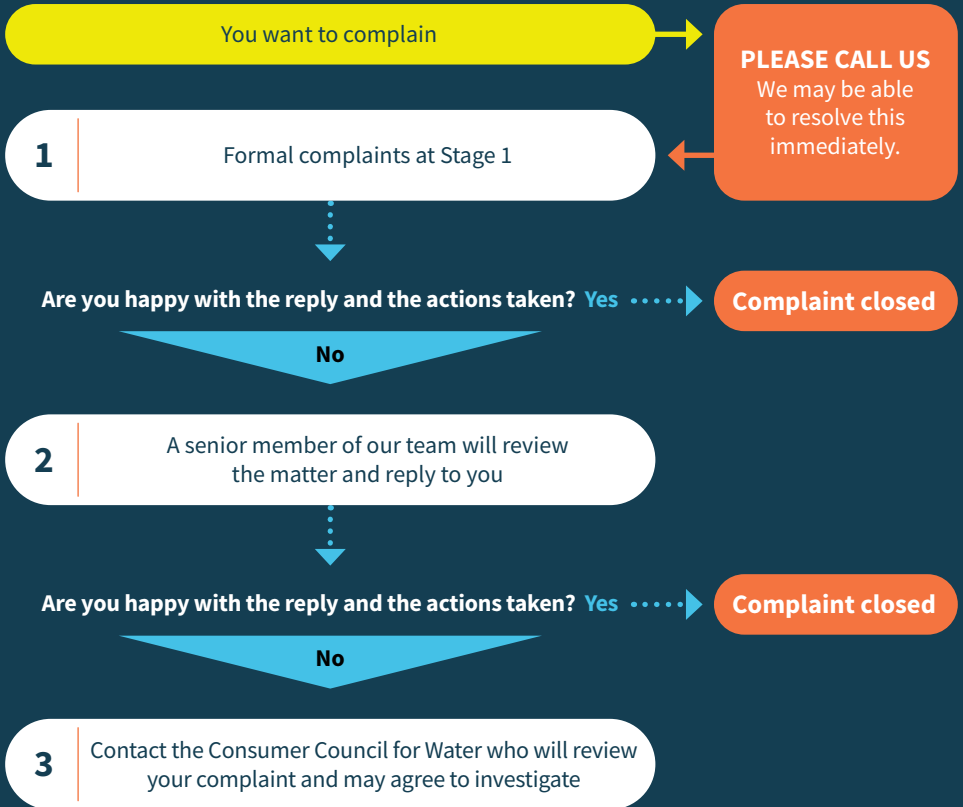 You want to complain
PLEASE CALL US
We may be able
to resolve this
immediately.
1
Formal complaints at Stage 1
Are you happy with the reply and the actions taken? Yes
Complaint closed
No
2
A senior member of our team will review
the matter and reply to you
Are you happy with the reply and the actions taken? Yes
Complaint closed
No
3
Contact the Consumer Council for Water who will review
your complaint and may agree to investigate